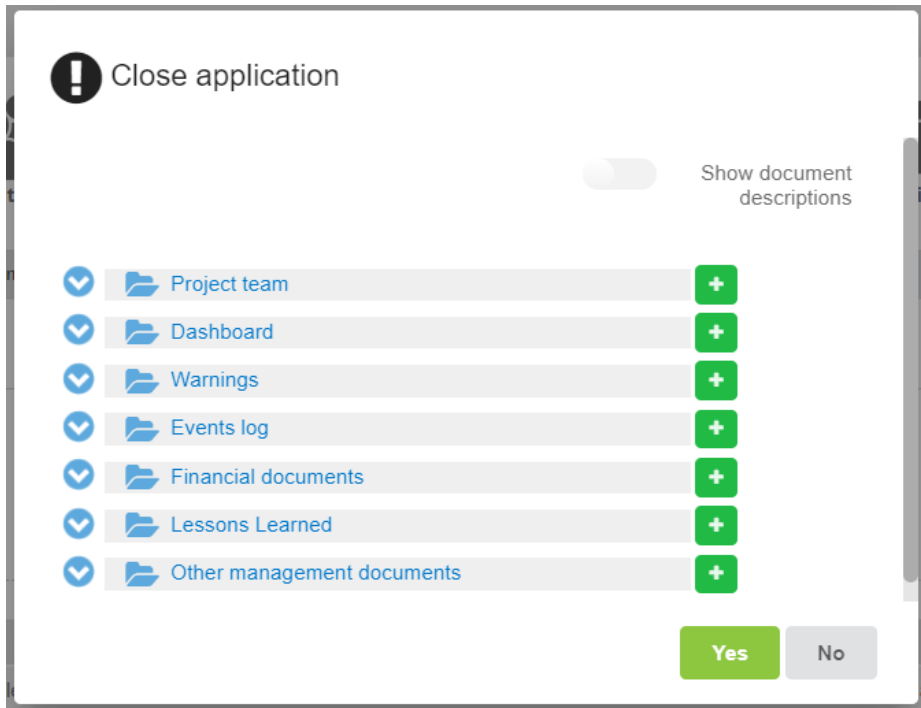 Close application
Show document
descriptions
Project team
Dashboard
Warnings
Events log
Financial documents
Lessons Learned
Other management documents
Yes
No